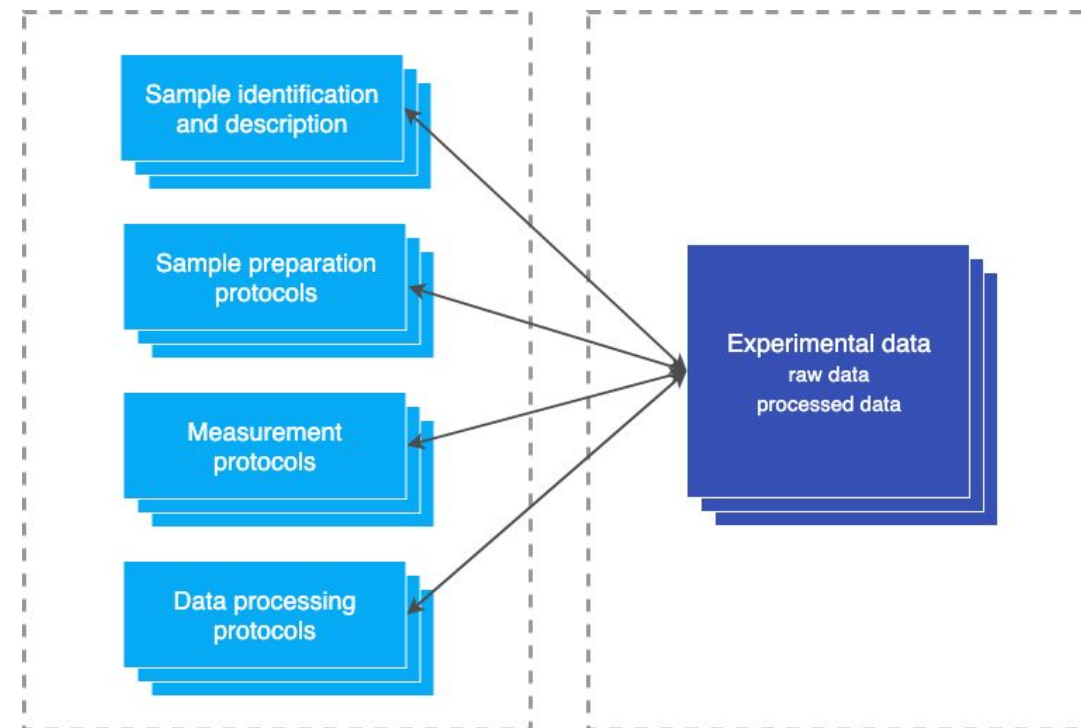 Sample identification
and description
Sample preparation
protocols
Measurement
protocols
Data processing
protocols
Experimental data
raw data
processed data